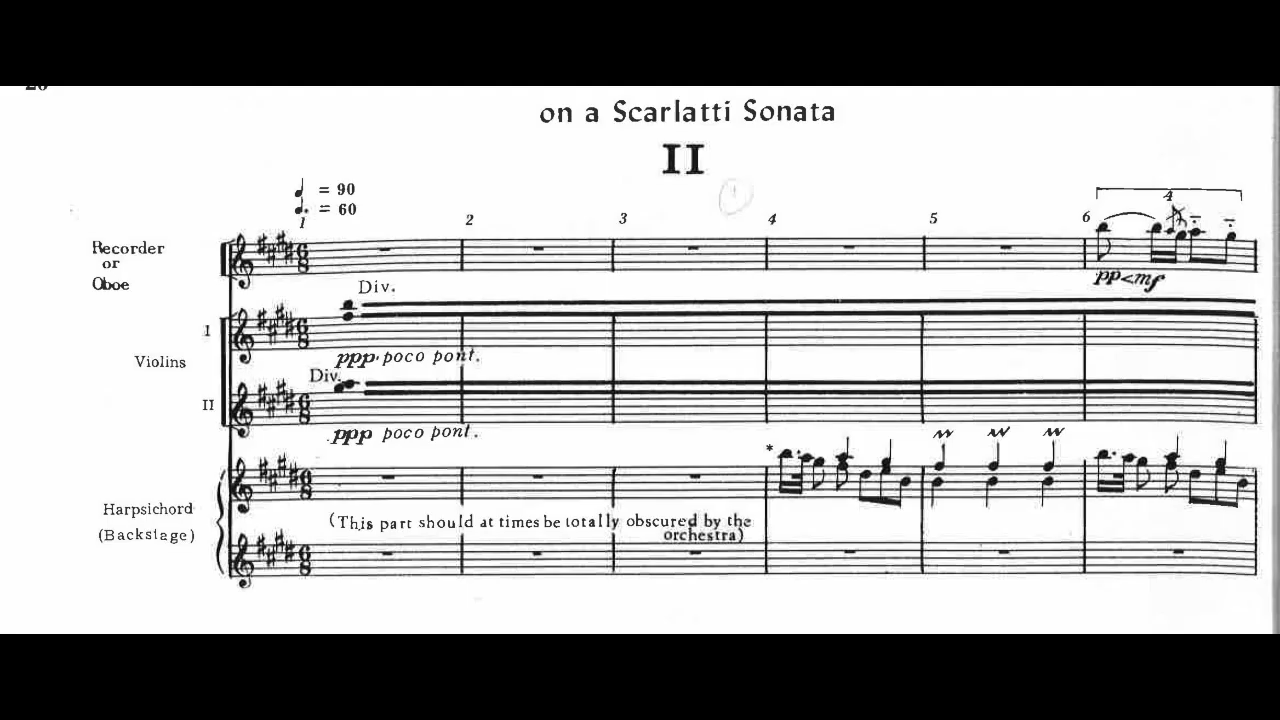 on a Scarlatti Sonata
II
= 90
= 60
1 2 3 4 5 6
4
Recorder
or
Oboe
pp<mf
Div.
I
ppp poco pont.
Violins
Div.
II
ppp poco pont.
*
Harpsichord
(Backstage)
(This part should at times be totally obscured by the
orchestra)